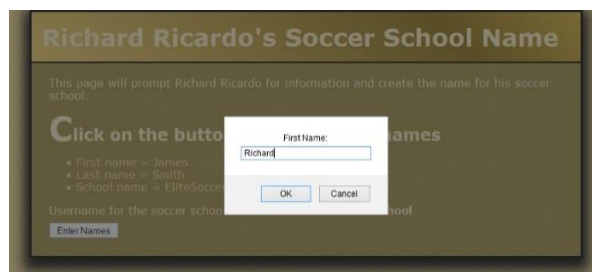 Richard Ricardo's Soccer School Name
This page will prompt Richard Ricardo for information and create the name for his soccer
school.
Click on the butto ames
• First name = James
• Last name = Smith
• School name = EliteSoccer
Username for the soccer schoo hool
Enter Names
First Name:
Richard
OK Cancel